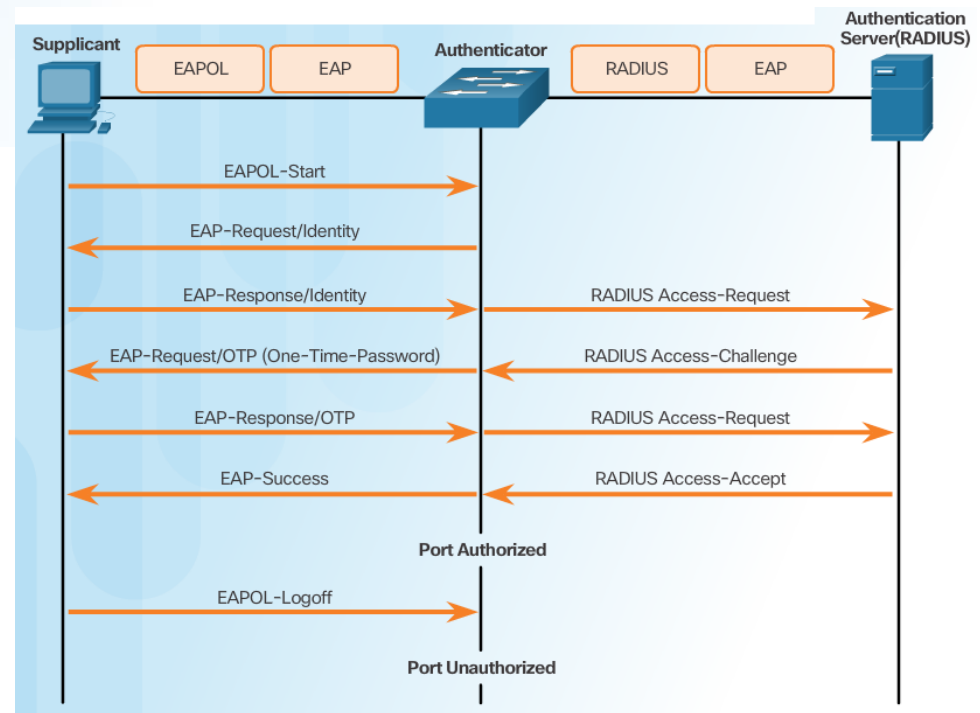 Supplicant
EAPOL
EAP
Authenticator
RADIUS
EAP
Authentication
Server(RADIUS)
EAPOL-Start
EAP-Request/Identity
EAP-Response/Identity
RADIUS Access-Request
EAP-Request/OTP (One-Time-Password)
RADIUS Access-Challenge
EAP-Response/OTP
RADIUS Access-Request
EAP-Success
RADIUS Access-Accept
Port Authorized
EAPOL-Logoff
Port Unauthorized